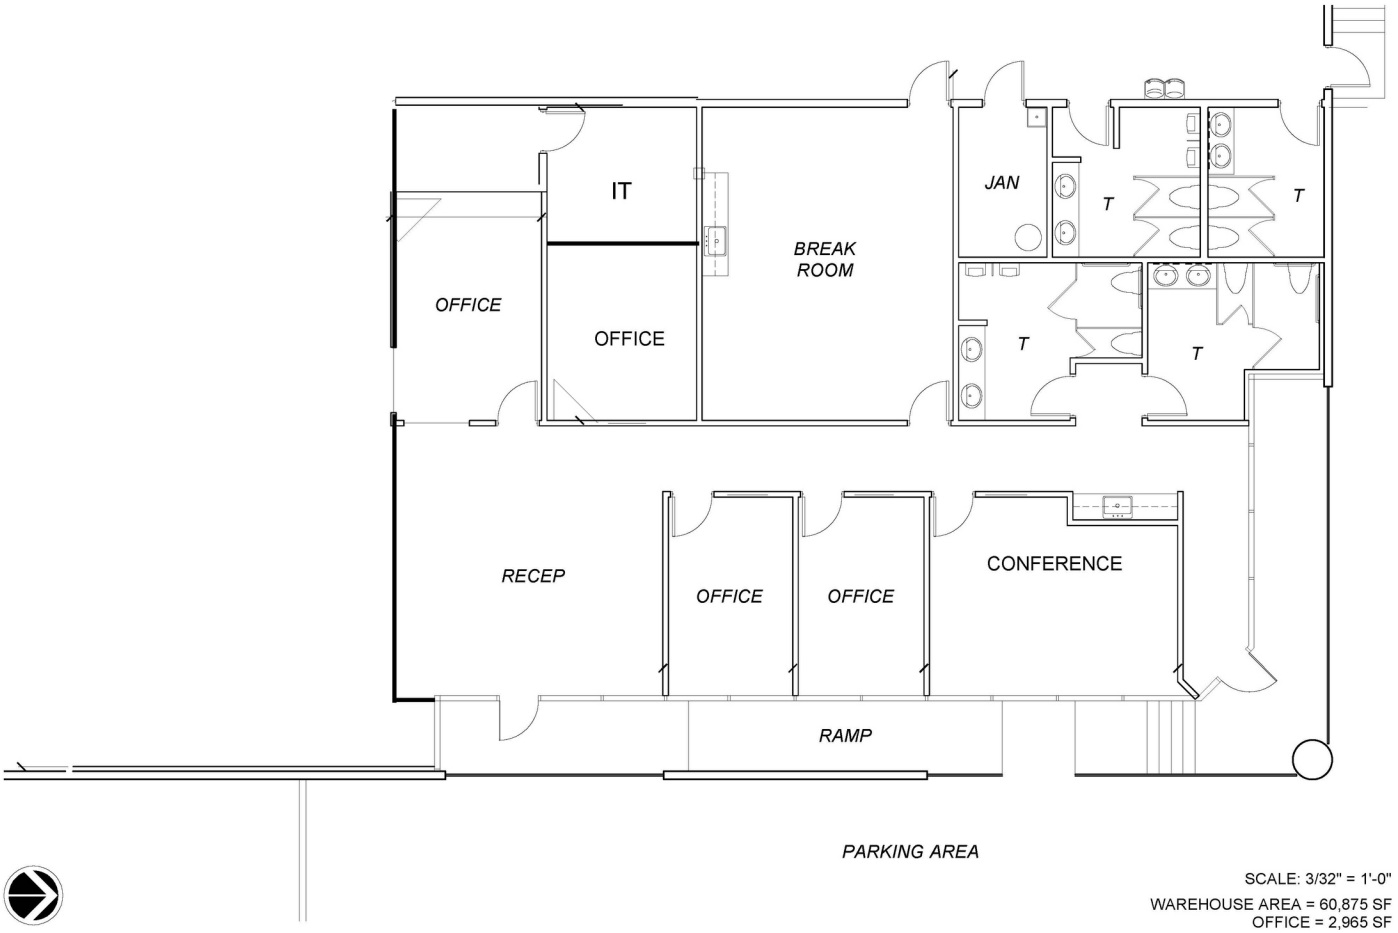 IT
JAN
T
T
BREAK
ROOM
OFFICE
OFFICE
T
T
CONFERENCE
RECEP
OFFICE
OFFICE
RAMP
PARKING AREA
SCALE: 3/32" = 1'-0"
WAREHOUSE AREA = 60,875 SF
OFFICE = 2,965 SF